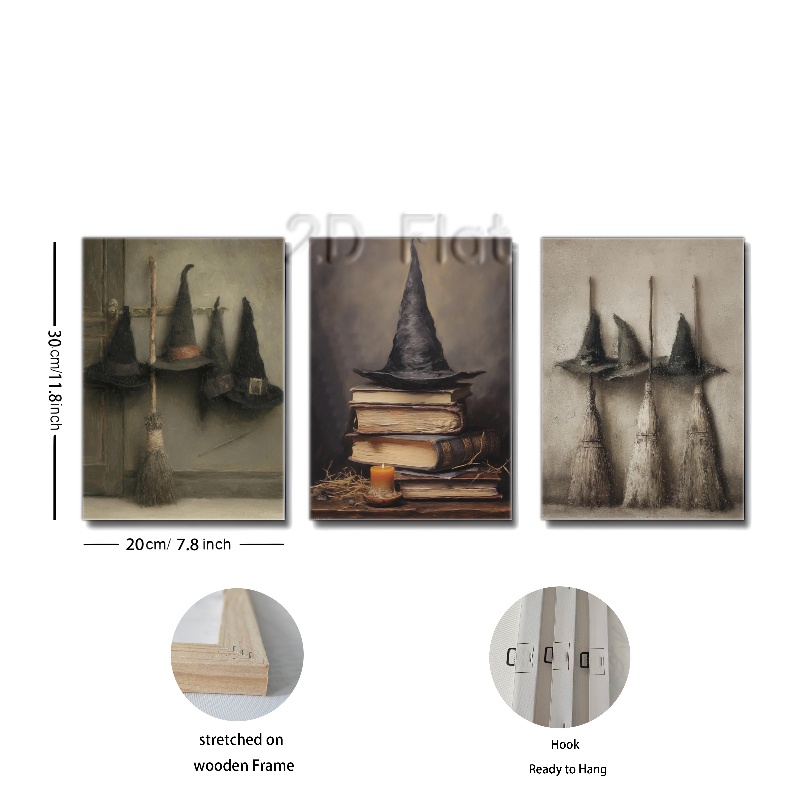 2D Flat
30cm/11.8inch
20cm/ 7.8 inch
stretched on
wooden Frame
Hook
Ready to Hang